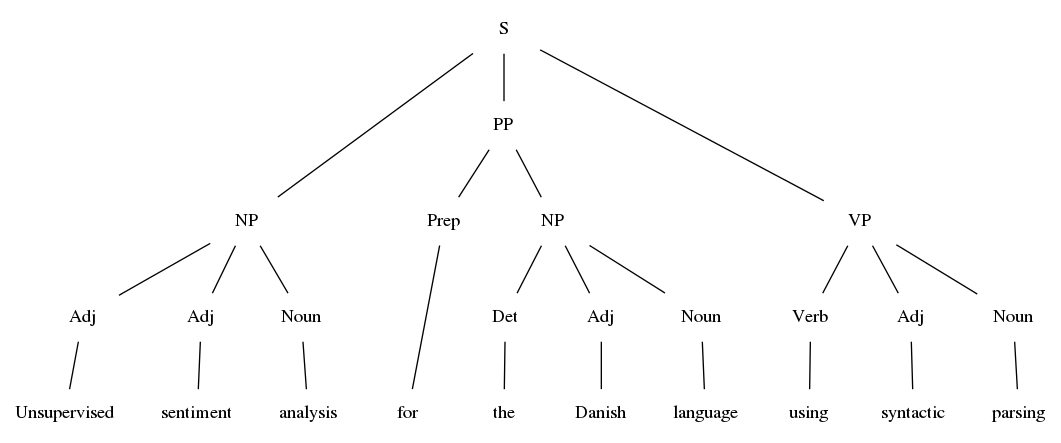 S
PP
NP Prep NP VP
Adj Adj Noun Det Adj Noun Verb Adj Noun
Unsupervised sentiment analysis for the Danish language using syntactic parsing